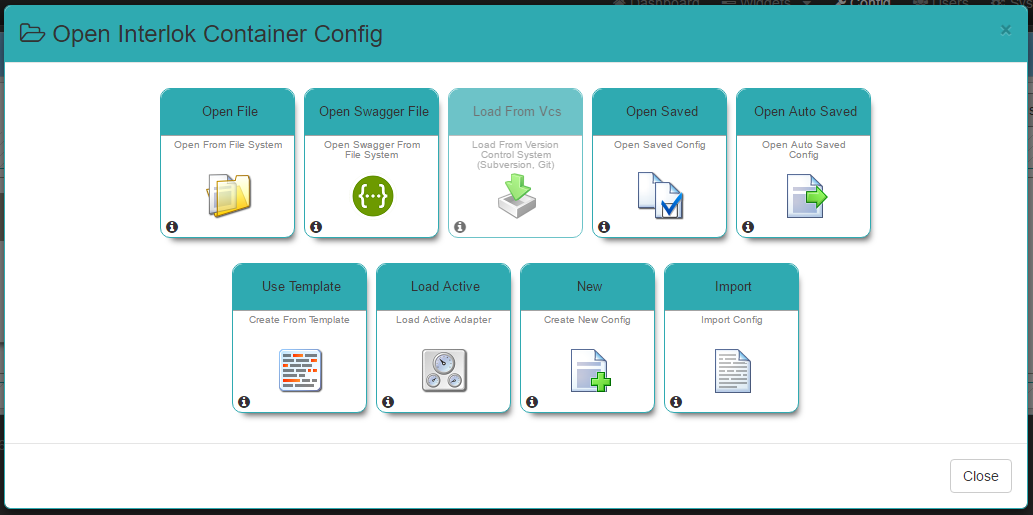 Dashboard Widgets Config Users
Open Interlok Container Config
×
Open File
Open From File System
Open Swagger File
Open Swagger From
File System
{···}
Load From Vcs
Load From Version
Control System
(Subversion, Git)
Open Saved
Open Saved Config
Open Auto Saved
Open Auto Saved
Config
Use Template
Create From Template
Load Active
Load Active Adapter
New
Create New Config
Import
Import Config
Close